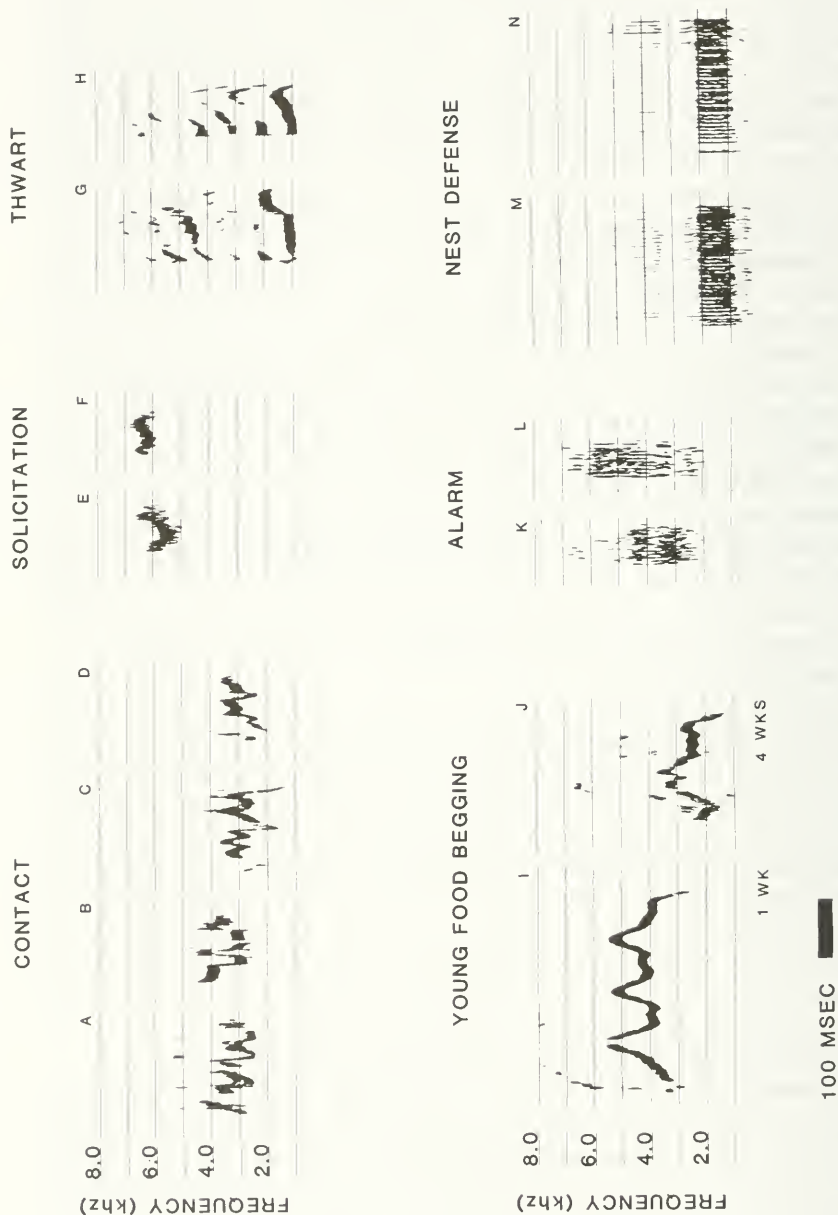 CONTACT
SOLICITATION
THWART
A
B
C
D
E
F
G
H
8.0
6.0
4.0
2.0
FREQUENCY (khz)
YOUNG FOOD BEGGING
ALARM
NEST DEFENSE
I
J
K
L
M
N
8.0
6.0
4.0
2.0
FREQUENCY (khz)
1 WK
4 WKS
100 MSEC